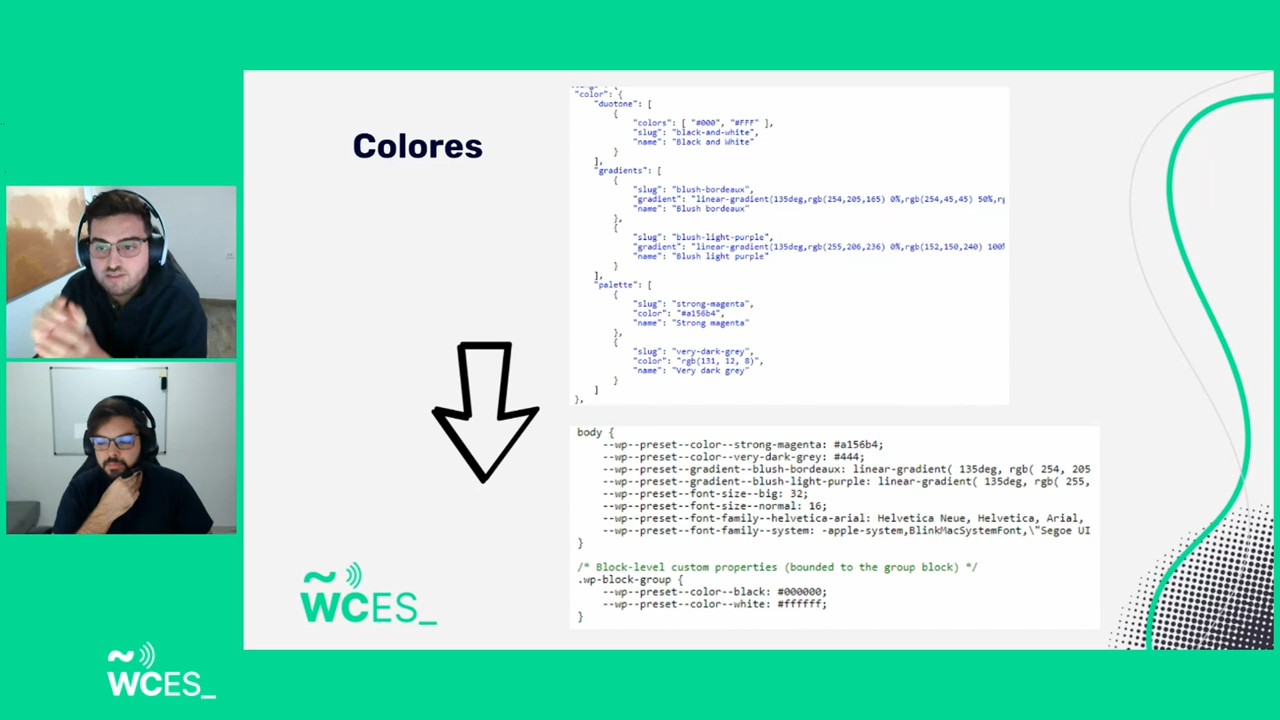 Colores
"color": {
"duotone": [
{
"colors": [ "#000", "#FFF" ],
"slug": "black-and-white",
"name": "Black and White"
}
],
"gradients": [
{
"slug": "blush-bordeaux",
"gradient": "linear-gradient(135deg,rgb(254,205,165) 0%,rgb(254,45,45) 50%,
"name": "Blush bordeaux"
},
{
"slug": "blush-light-purple",
"gradient": "linear-gradient(135deg,rgb(255,206,236) 0%,rgb(152,150,240) 100%
"name": "Blush light purple"
}
],
"palette": [
{
"slug": "strong-magenta",
"color": "#a156b4",
"name": "Strong magenta"
},
{
"slug": "very-dark-grey",
"color": "rgb(131, 12, 8)",
"name": "Very dark grey"
}
]
},
body {
--wp--preset--color--strong-magenta: #a156b4;
--wp--preset--color--very-dark-grey: #444;
--wp--preset--gradient--blush-bordeaux: linear-gradient( 135deg, rgb( 254, 205
--wp--preset--gradient--blush-light-purple: linear-gradient( 135deg, rgb( 255,
--wp--preset--font-size--big: 32;
--wp--preset--font-size--normal: 16;
--wp--preset--font-family--helvetica-arial: Helvetica Neue, Helvetica, Arial,
--wp--preset--font-family--system: -apple-system,BlinkMacSystemFont,\"Segoe UI
}
/* Block-level custom properties (bounded to the group block) */
.wp-block-group {
--wp--preset--color--black: #000000;
--wp--preset--color--white: #ffffff;
}
WCES_
WCES_